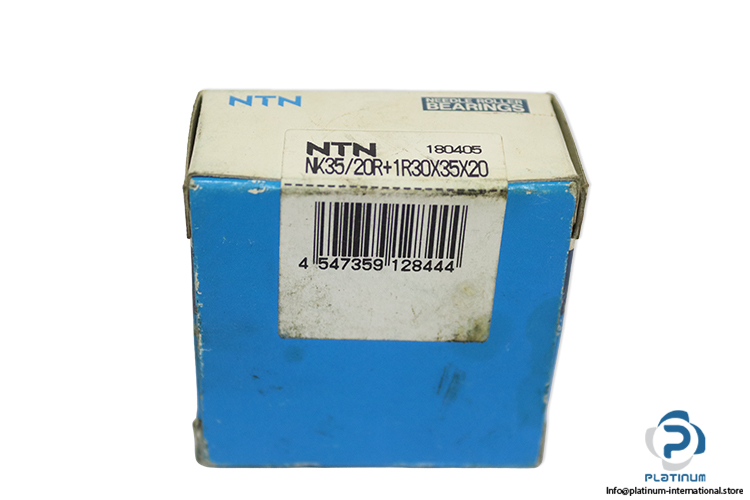 NTN
NEEDLE ROLLER
BEARINGS
NTN 180405
NK35/20R+1R30X35X20
4 547359 128444
PLATINUM
Info@platinum-international.store